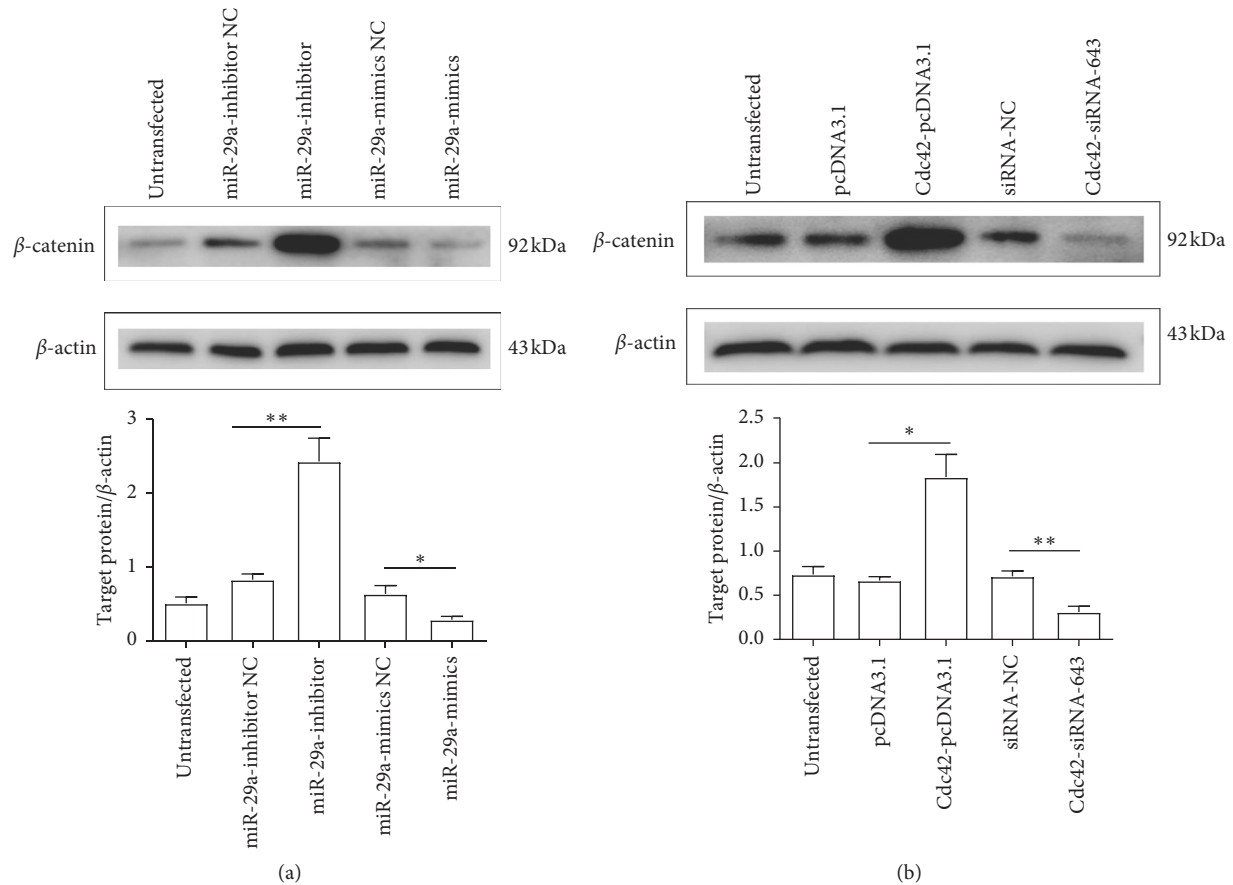 Untransfected
miR-29a-inhibitor NC
miR-29a-inhibitor
miR-29a-mimics NC
miR-29a-mimics
β-catenin
92 kDa
β-actin
43 kDa
Target protein/β-actin
3
2
1
0
**
*
Untransfected
miR-29a-inhibitor NC
miR-29a-inhibitor
miR-29a-mimics NC
miR-29a-mimics
(a)
Untransfected
pcDNA3.1
Cdc42-pcDNA3.1
siRNA-NC
Cdc42-siRNA-643
β-catenin
92 kDa
β-actin
43 kDa
Target protein/β-actin
2.5
2.0
1.5
1.0
0.5
0.0
*
**
Untransfected
pcDNA3.1
Cdc42-pcDNA3.1
siRNA-NC
Cdc42-siRNA-643
(b)